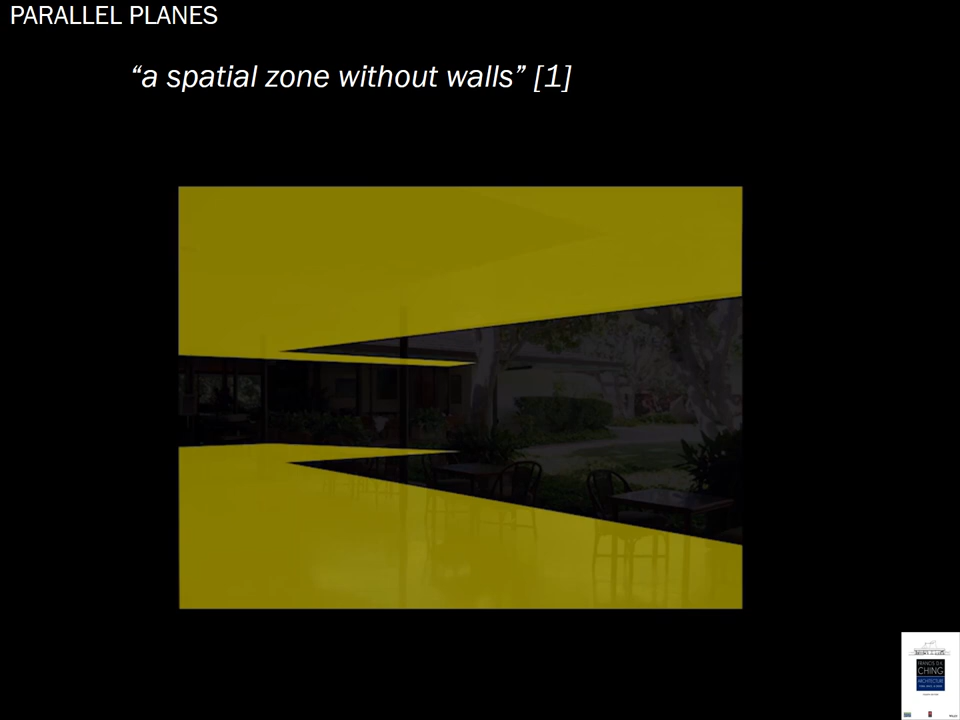 PARALLEL PLANES
“a spatial zone without walls” [1]
FRANCIS D.K.
CHING
ARCHITECTURE